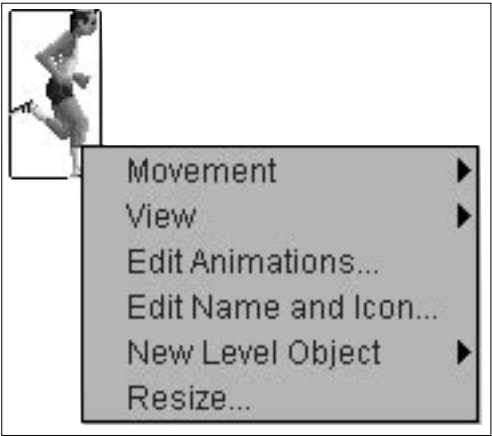 Movement
View
Edit Animations...
Edit Name and Icon...
New Level Object
Resize...